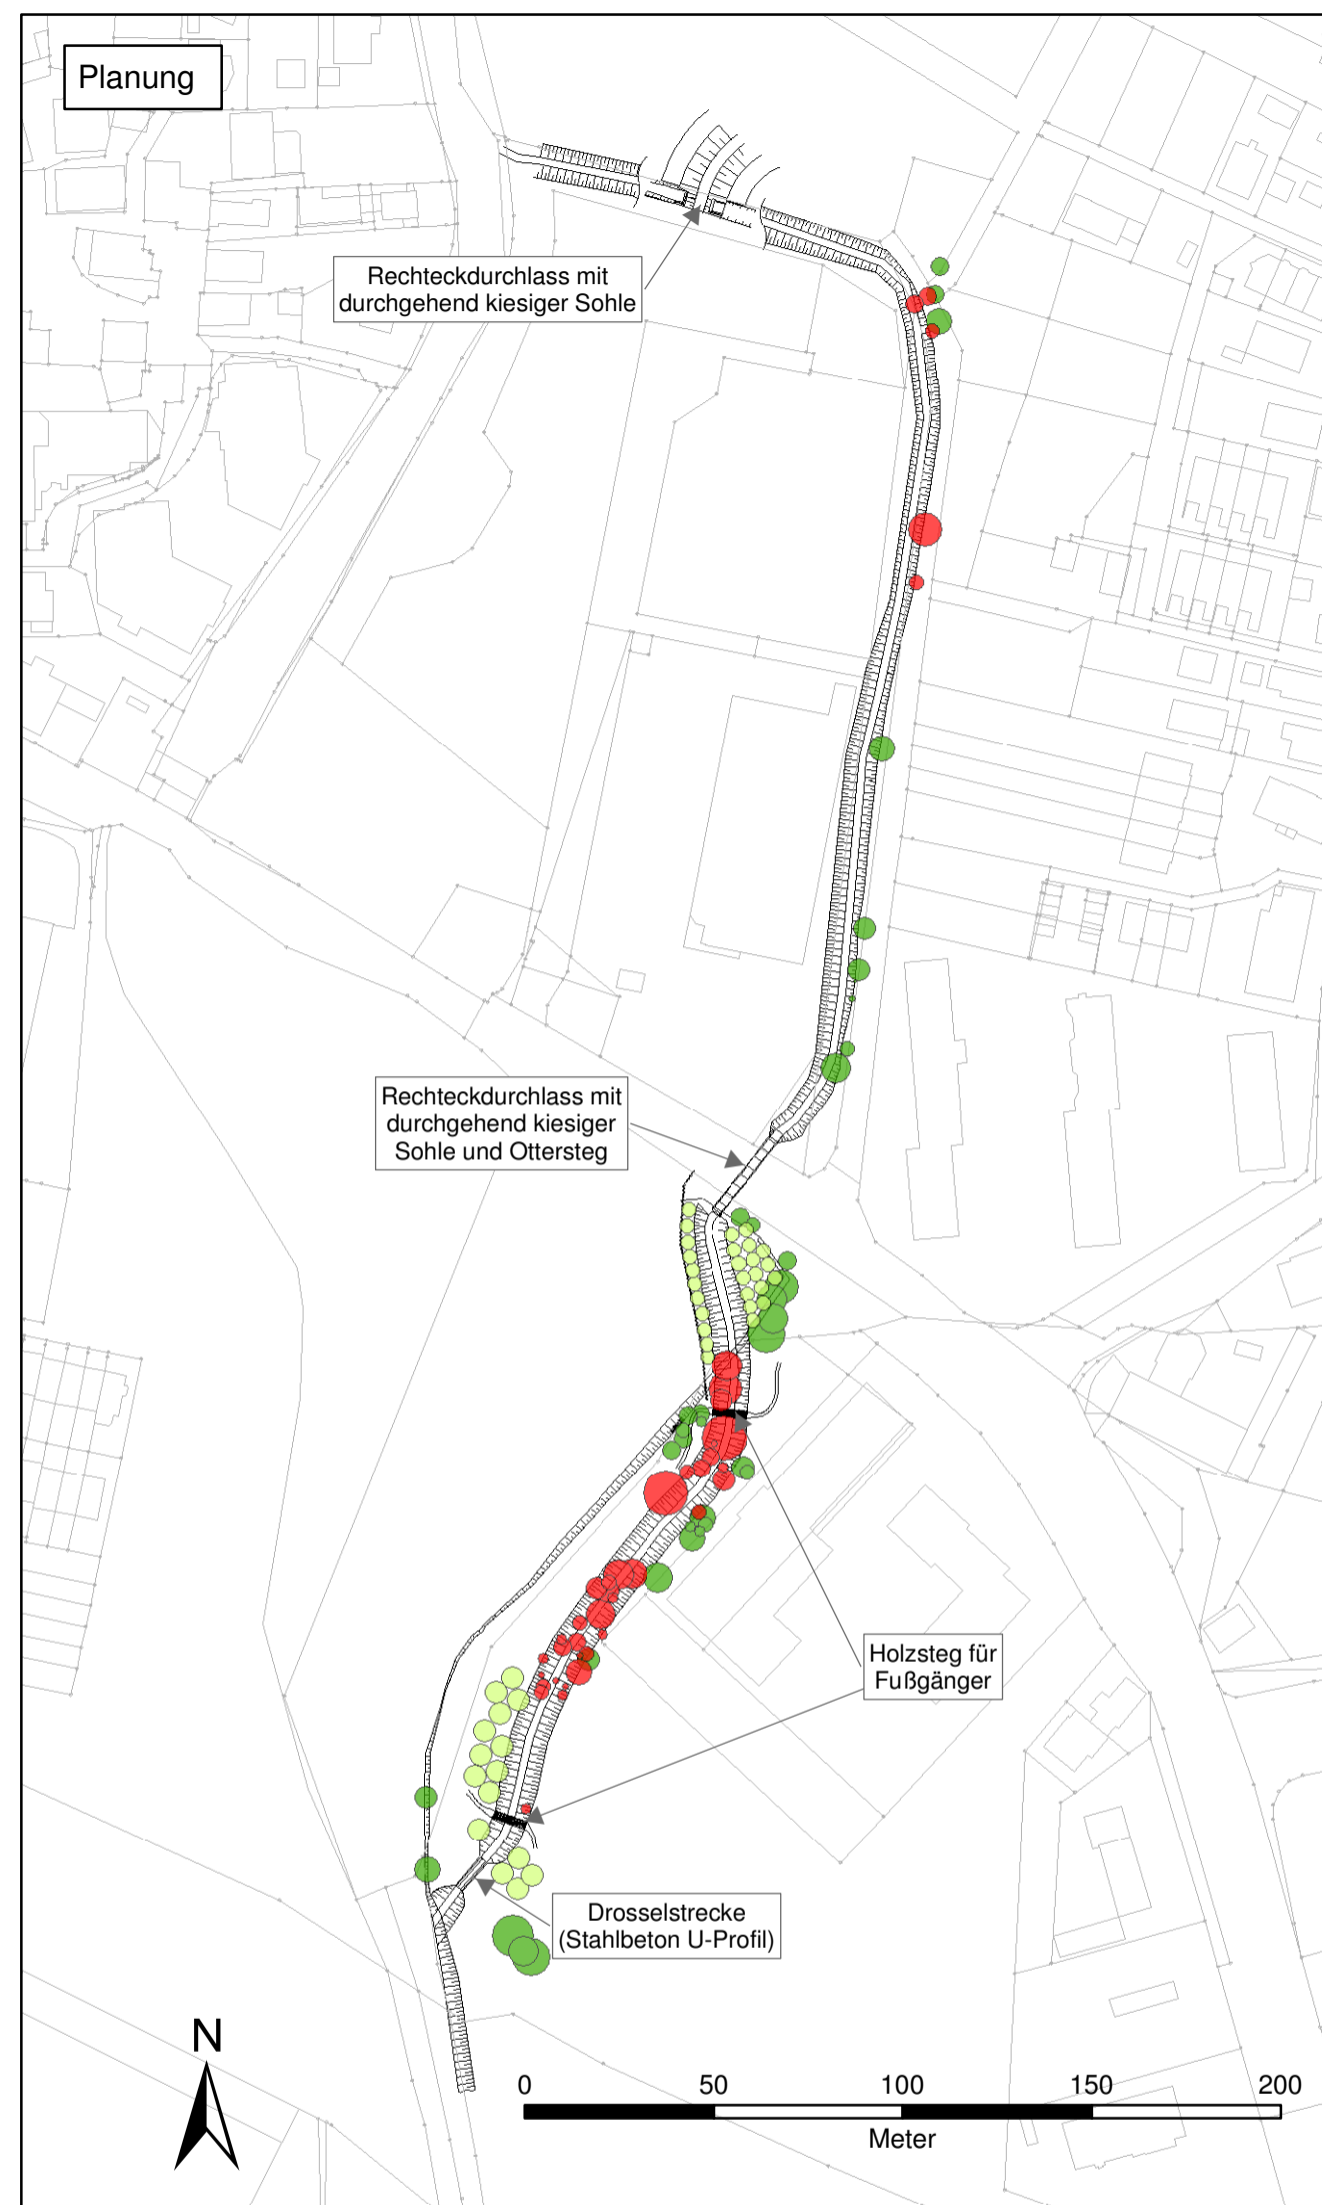 Planung
Rechteckdurchlass mit
durchgehend kiesiger Sohle
Rechteckdurchlass mit
durchgehend kiesiger
Sohle und Ottersteg
Holzsteg für
Fußgänger
Drosselstrecke
(Stahlbeton U-Profil)
N
0 50 100 150 200
Meter